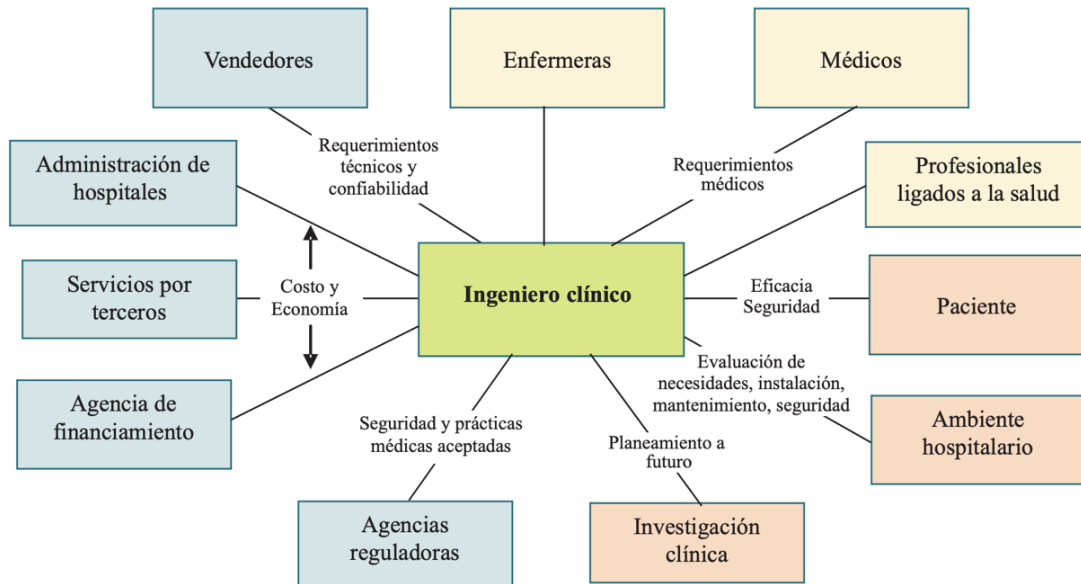 Vendedores
Enfermeras
Médicos
Requerimientos
técnicos y
confiabilidad
Requerimientos
médicos
Administración de
hospitales
Profesionales
ligados a la salud
Servicios por
terceros
Costo y
Economía
Ingeniero clínico
Eficacia
Seguridad
Paciente
Agencia de
financiamiento
Evaluación de
necesidades, instalación,
mantenimiento, seguridad
Ambiente
hospitalario
Seguridad y prácticas
médicas aceptadas
Planeamiento a
futuro
Agencias
reguladoras
Investigación
clínica